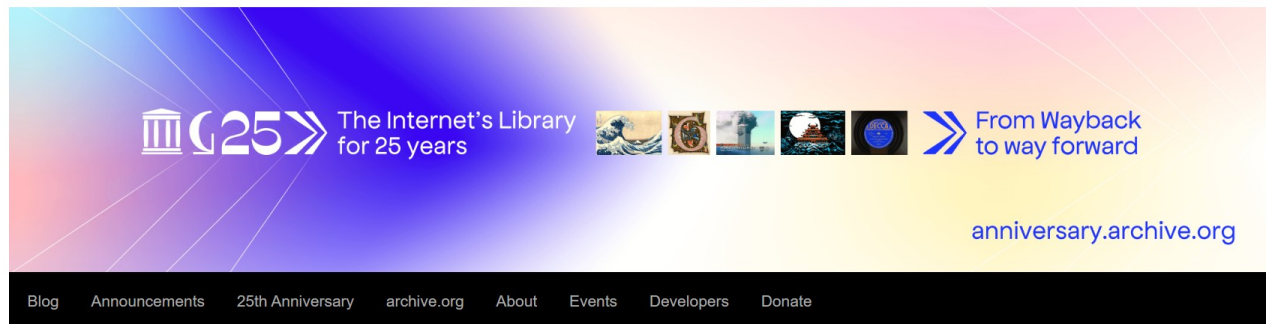 25
The Internet's Library
for 25 years
DECCA
From Wayback
to way forward
anniversary.archive.org
Blog Announcements 25th Anniversary archive.org About Events Developers Donate